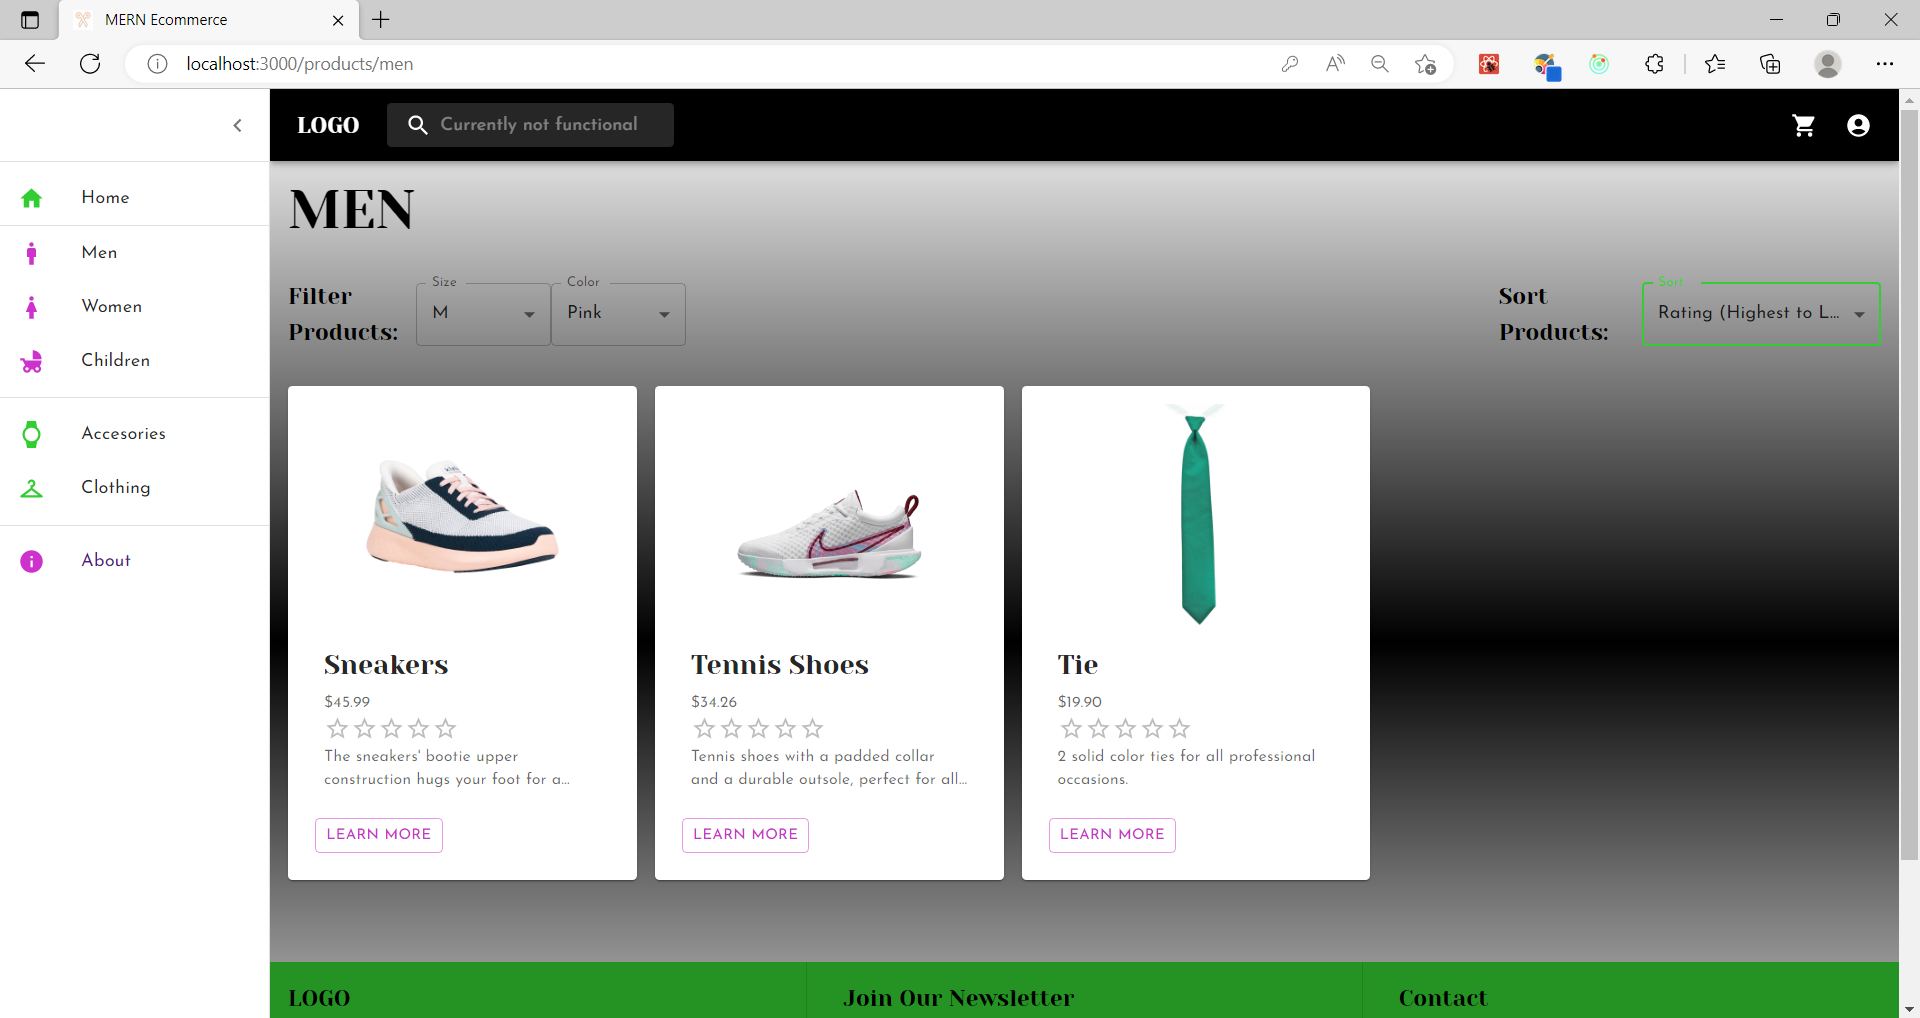 MERN Ecommerce
localhost:3000/products/men
LOGO
Currently not functional
Home
Men
Women
Children
Accesories
Clothing
About
MEN
Filter
Products:
Size
M
Color
Pink
Sort
Products:
Sort
Rating (Highest to L...
Sneakers
$45.99
The sneakers' bootie upper
construction hugs your foot for a...
LEARN MORE
Tennis Shoes
$34.26
Tennis shoes with a padded collar
and a durable outsole, perfect for all...
LEARN MORE
Tie
$19.90
2 solid color ties for all professional
occasions.
LEARN MORE
LOGO
Join Our Newsletter
Contact